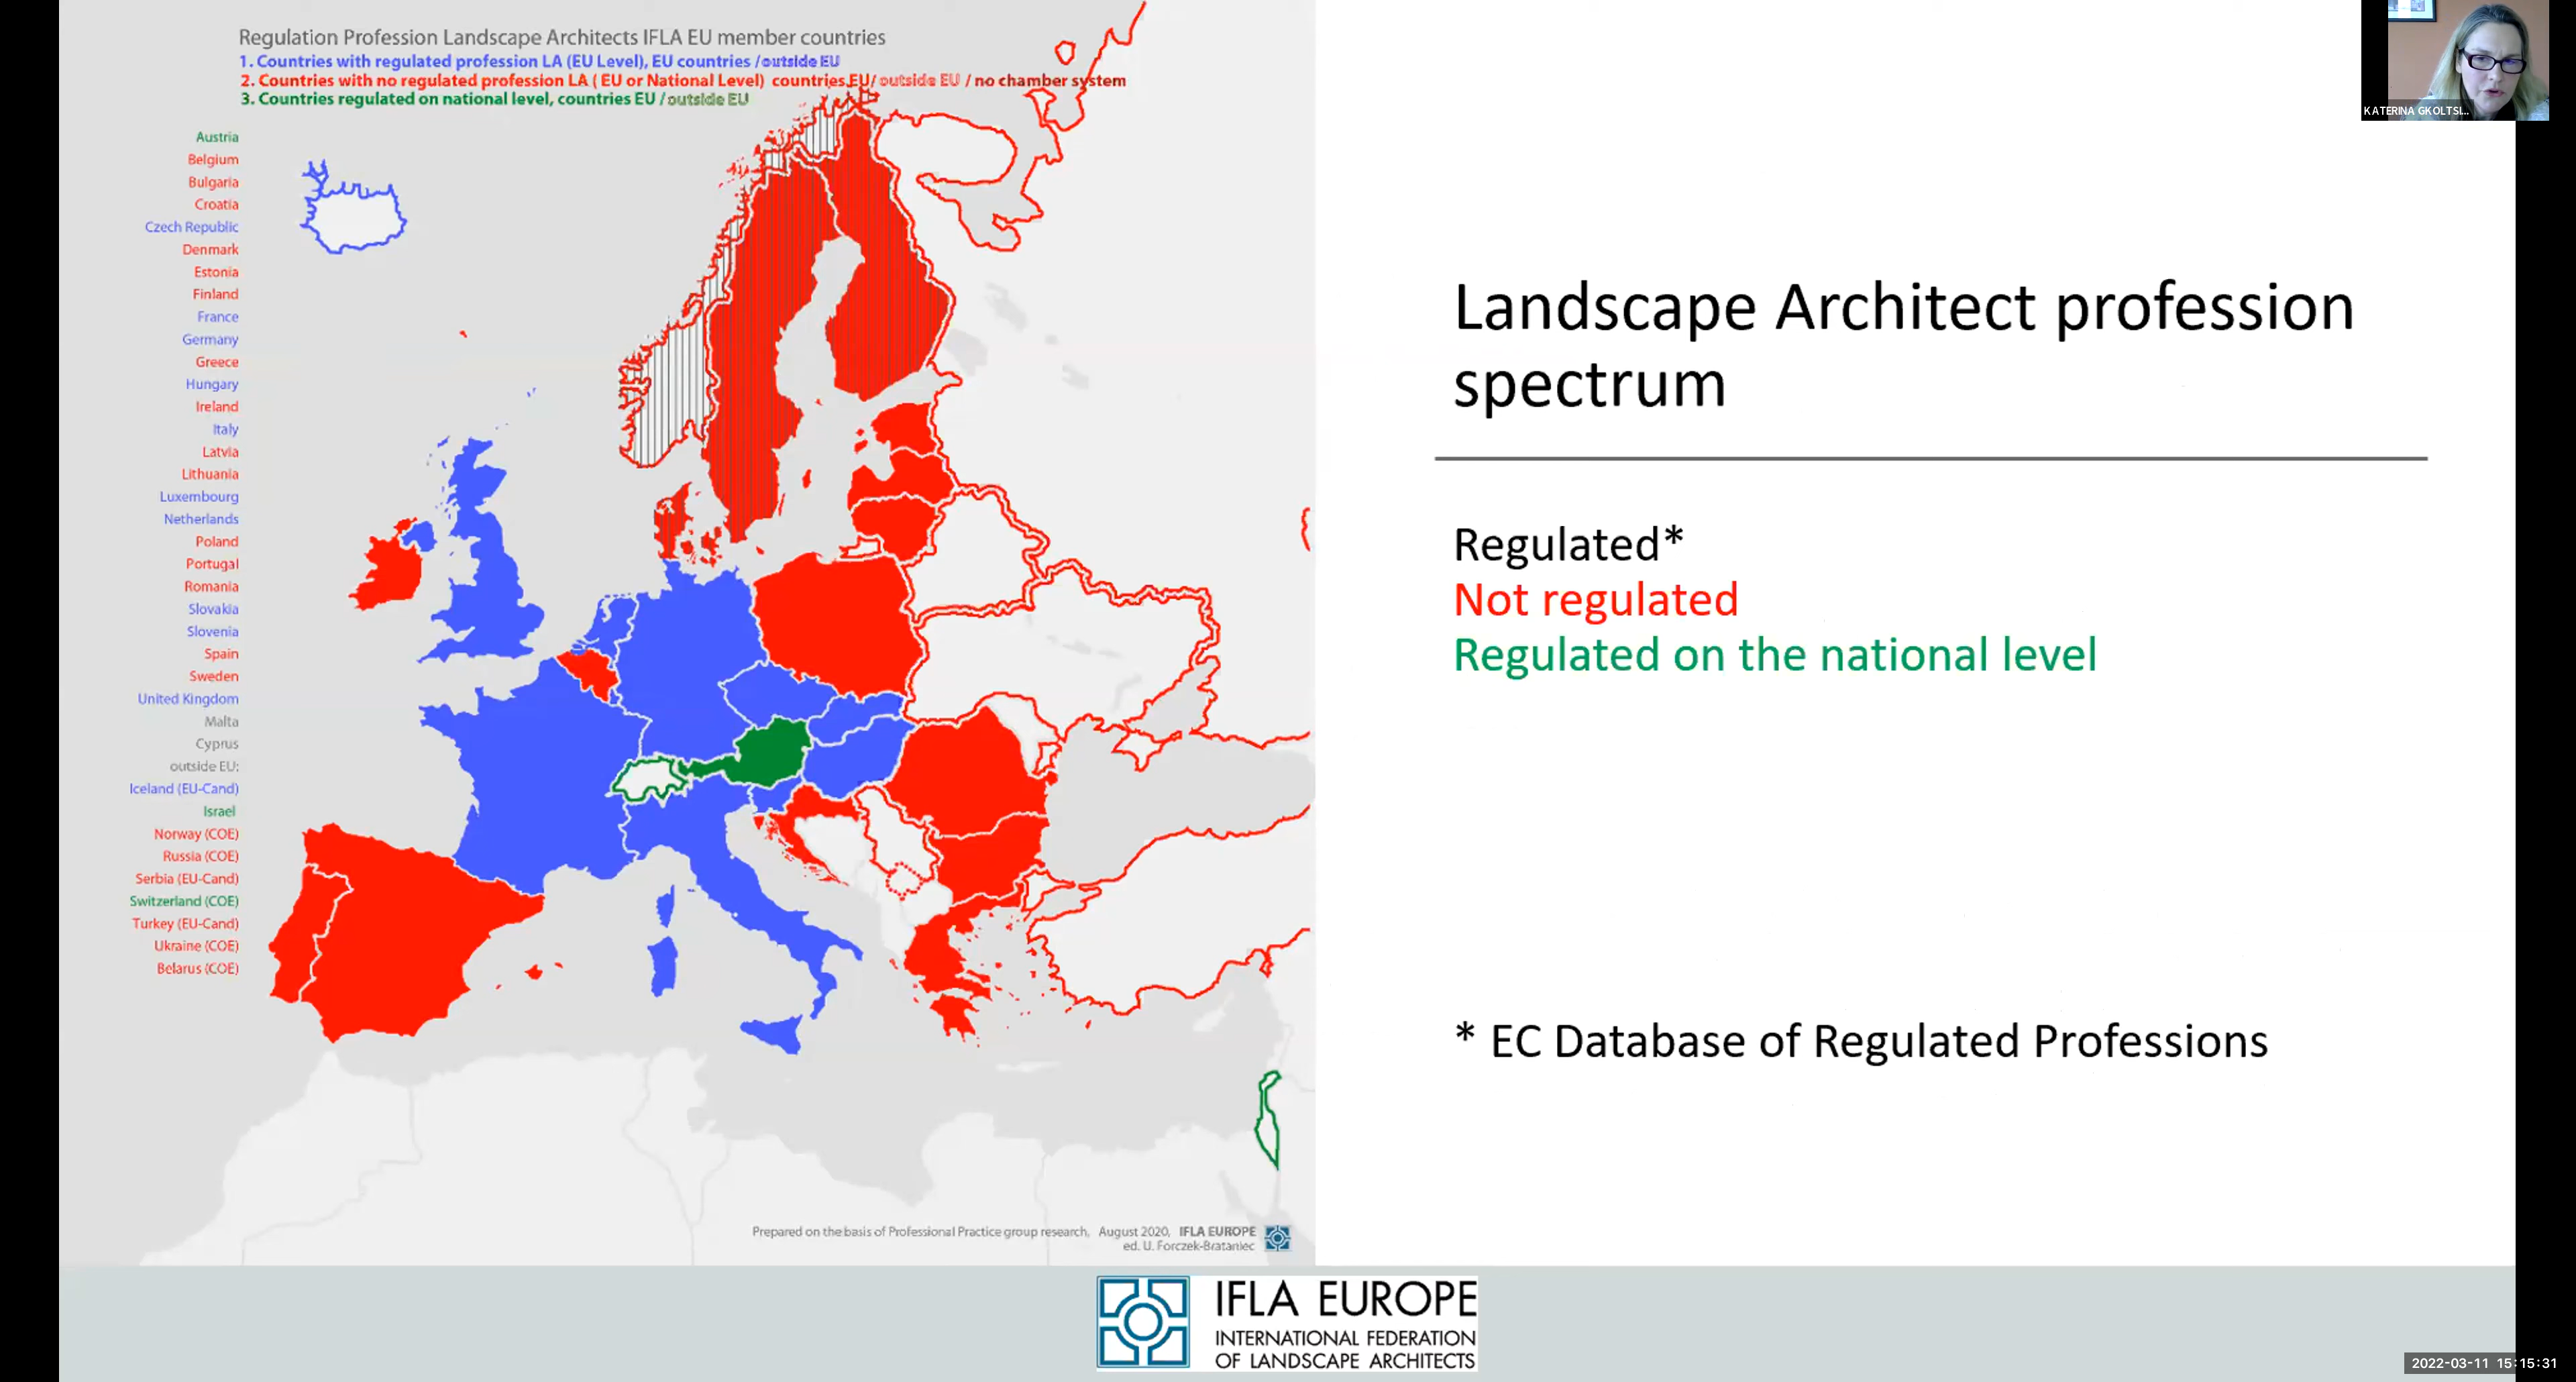 Regulation Profession Landscape Architects IFLA EU member countries
1. Countries with regulated profession LA (EU Level), EU countries /outside EU
2. Countries with no regulated profession LA ( EU or National Level) countries,EU/ outside EU / no chamber system
3. Countries regulated on national level, countries EU / outside EU
Austria
Belgium
Bulgaria
Croatia
Czech Republic
Denmark
Estonia
Finland
France
Germany
Greece
Hungary
Ireland
Italy
Latvia
Lithuania
Luxembourg
Netherlands
Poland
Portugal
Romania
Slovakia
Slovenia
Spain
Sweden
United Kingdom
Malta
Cyprus
outside EU:
Iceland (EU-Cand)
Israel
Norway (COE)
Russia (COE)
Serbia (EU-Cand)
Switzerland (COE)
Turkey (EU-Cand)
Ukraine (COE)
Belarus (COE)
Prepared on the basis of Professional Practice group research, August 2020, IFLA EUROPE
ed. U. Forczek-Brataniec
KATERINA GKOLTSI...
Landscape Architect profession
spectrum
Regulated*
Not regulated
Regulated on the national level
* EC Database of Regulated Professions
IFLA EUROPE
INTERNATIONAL FEDERATION
OF LANDSCAPE ARCHITECTS
2022-03-11 15:15:31